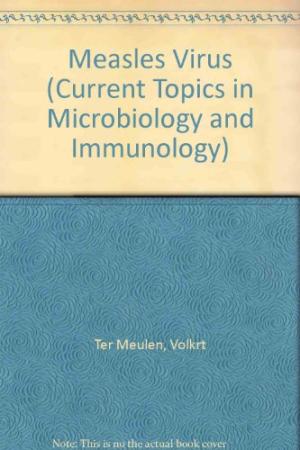 Measles Virus
(Current Topics in
Microbiology and
Immunology)
Ter Meulen, Volkrt
Note: This is no the actual book cover